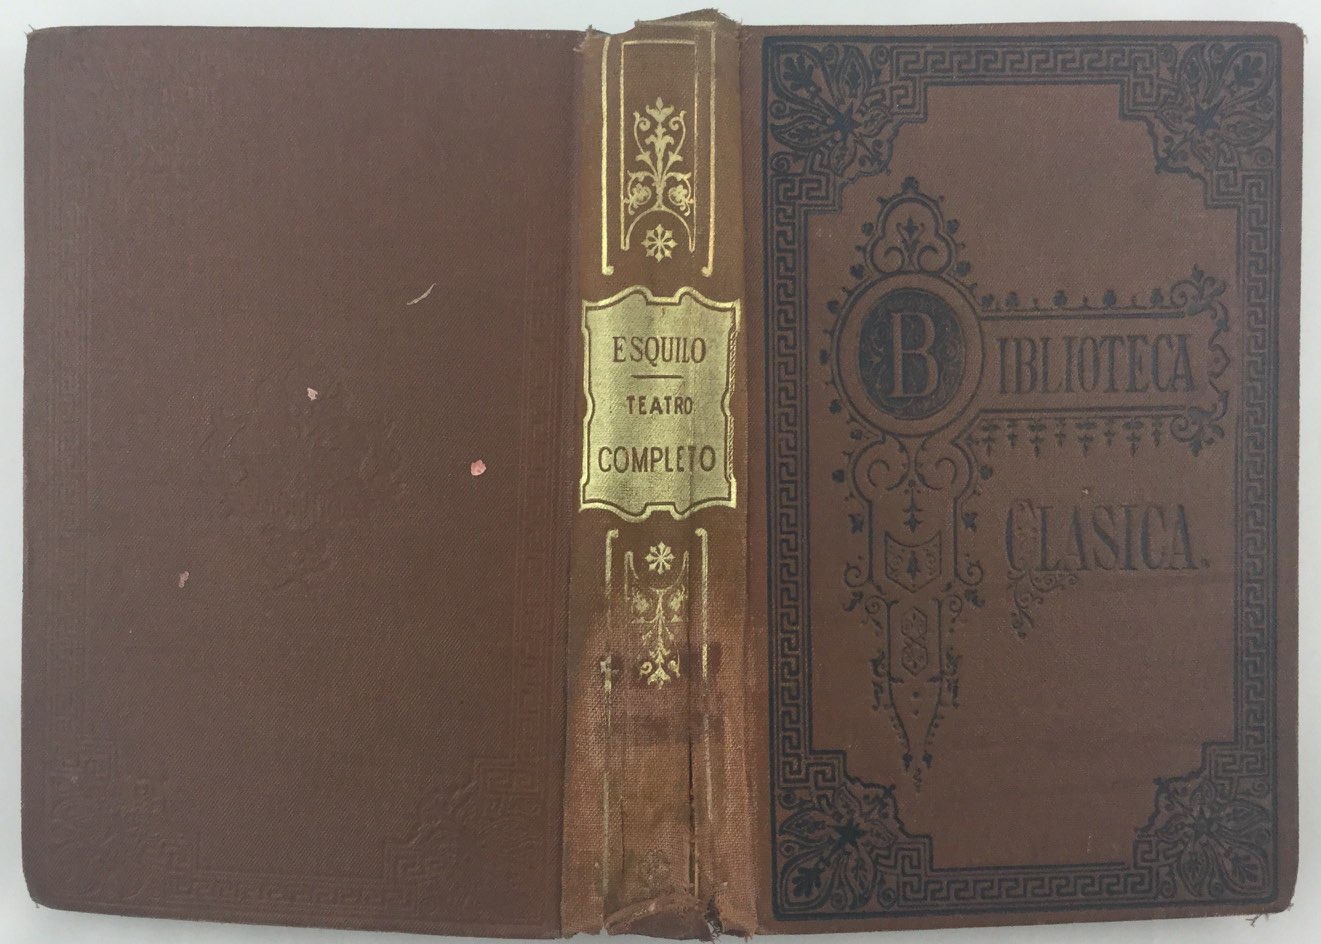 ESQUILO
TEATRO
COMPLETO
BIBLIOTECA
CLASICA.